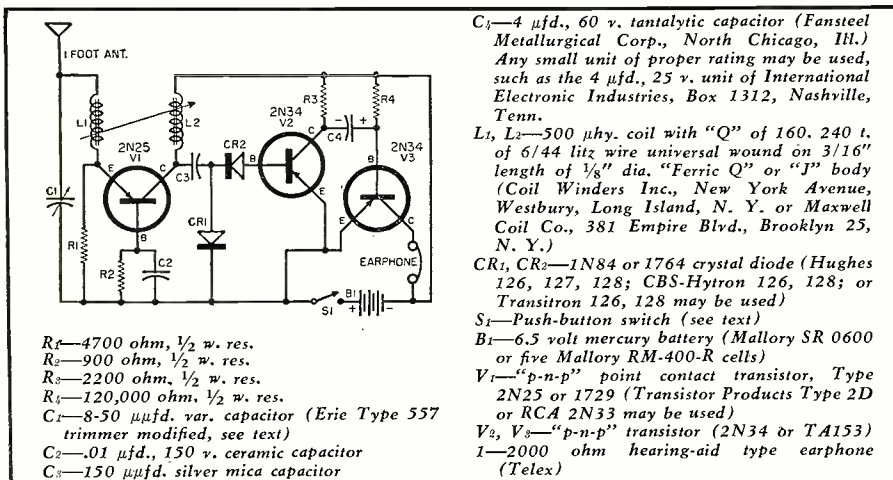 1 FOOT ANT.
L1
L2
R3
R4
2N25
V1
E
C
B
C3
CR2
B
2N34
V2
C
E
C4
- +
2N34
V3
B
E
C
C1
R1
R2
C2
CR1
EARPHONE
S1
B1
+ -
R1—4700 ohm, 1/2 w. res.
R2—900 ohm, 1/2 w. res.
R3—2200 ohm, 1/2 w. res.
R4—120,000 ohm, 1/2 w. res.
C1—8-50 μμfd. var. capacitor (Erie Type 557
trimmer modified, see text)
C2—.01 μfd., 150 v. ceramic capacitor
C3—150 μμfd. silver mica capacitor
C4—4 μfd., 60 v. tantalytic capacitor (Fansteel
Metallurgical Corp., North Chicago, Ill.)
Any small unit of proper rating may be used,
such as the 4 μfd., 25 v. unit of International
Electronic Industries, Box 1312, Nashville,
Tenn.
L1, L2—500 μhy. coil with "Q" of 160. 240 t.
of 6/44 litz wire universal wound on 3/16"
length of 1/8" dia. "Ferric Q" or "J" body
(Coil Winders Inc., New York Avenue,
Westbury, Long Island, N. Y. or Maxwell
Coil Co., 381 Empire Blvd., Brooklyn 25,
N. Y.)
CR1, CR2—1N84 or 1764 crystal diode (Hughes
126, 127, 128; CBS-Hytron 126, 128; or
Transitron 126, 128 may be used)
S1—Push-button switch (see text)
B1—6.5 volt mercury battery (Mallory SR 0600
or five Mallory RM-400-R cells)
V1—"p-n-p" point contact transistor, Type
2N25 or 1729 (Transistor Products Type 2D
or RCA 2N33 may be used)
V2, V3—"p-n-p" transistor (2N34 or TA153)
1—2000 ohm hearing-aid type earphone
(Telex)